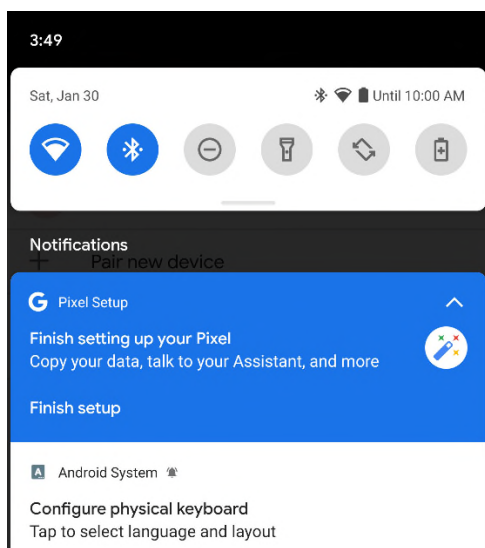 3:49
Sat, Jan 30
Until 10:00 AM
Notifications
Pair new device
G Pixel Setup
Finish setting up your Pixel
Copy your data, talk to your Assistant, and more
Finish setup
A Android System
Configure physical keyboard
Tap to select language and layout